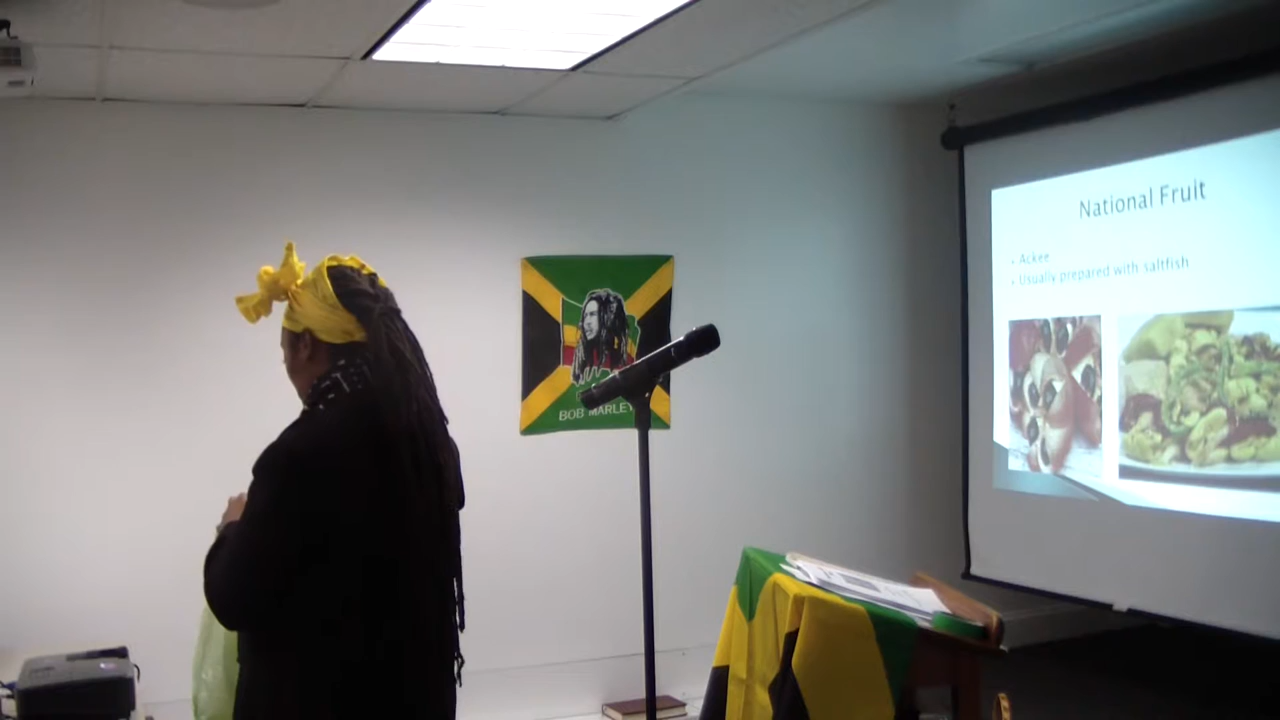 BOB MARLEY
National Fruit
• Ackee
• Usually prepared with saltfish